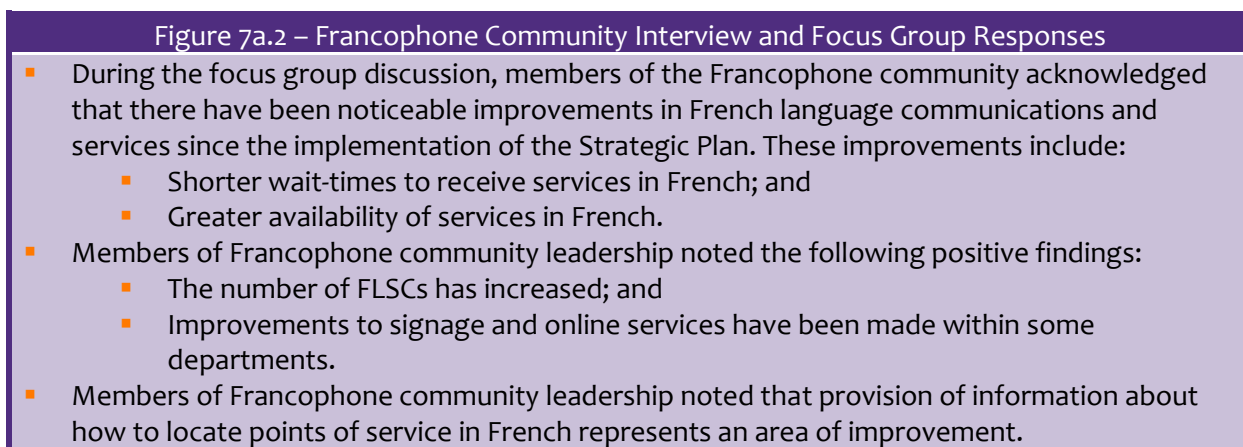 Figure 7a.2 – Francophone Community Interview and Focus Group Responses
▪ During the focus group discussion, members of the Francophone community acknowledged
that there have been noticeable improvements in French language communications and
services since the implementation of the Strategic Plan. These improvements include:
▪ Shorter wait-times to receive services in French; and
▪ Greater availability of services in French.
▪ Members of Francophone community leadership noted the following positive findings:
▪ The number of FLSCs has increased; and
▪ Improvements to signage and online services have been made within some
departments.
▪ Members of Francophone community leadership noted that provision of information about
how to locate points of service in French represents an area of improvement.